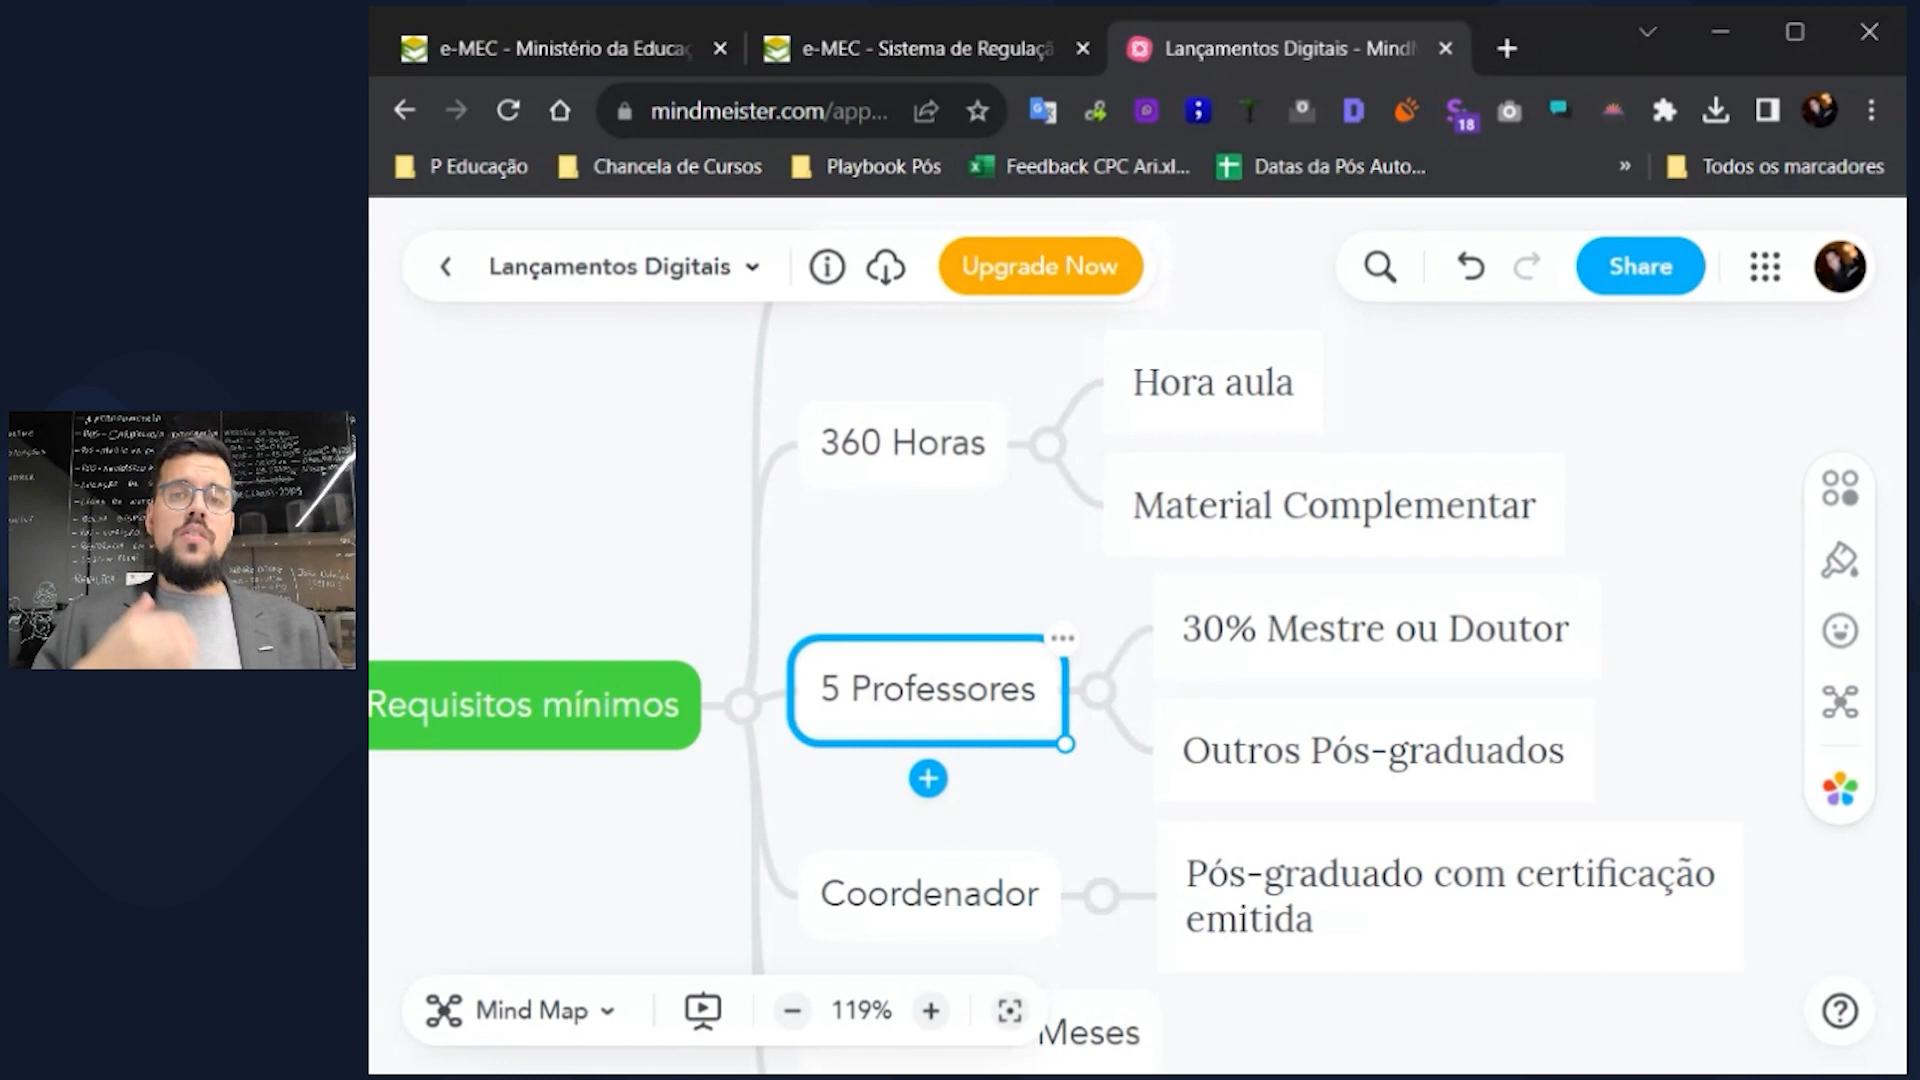 e-MEC - Ministério da Educaç
e-MEC - Sistema de Regulaçã
Lançamentos Digitais - Mind
mindmeister.com/app...
18
P Educação
Chancela de Cursos
Playbook Pós
Feedback CPC Ari.xl...
Datas da Pós Auto...
»
Todos os marcadores
Lançamentos Digitais
Upgrade Now
Share
Hora aula
360 Horas
Material Complementar
30% Mestre ou Doutor
5 Professores
Requisitos mínimos
Outros Pós-graduados
Pós-graduado com certificação
emitida
Coordenador
Mind Map
119%
Meses